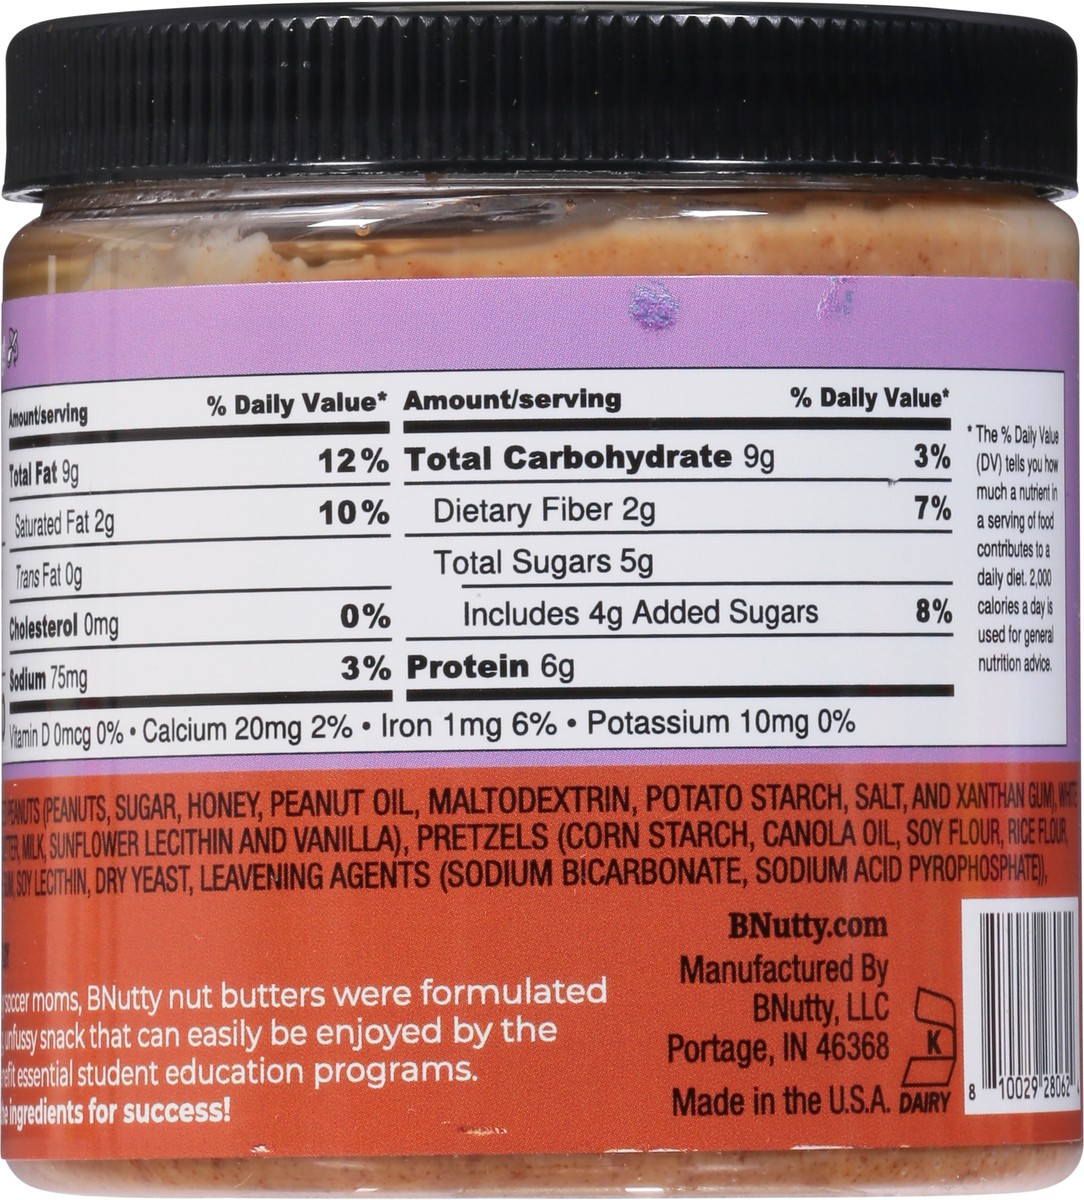 Amount/serving % Daily Value*
Total Fat 9g 12%
Saturated Fat 2g 10%
Trans Fat 0g
Cholesterol 0mg 0%
Sodium 75mg 3%
Amount/serving % Daily Value*
Total Carbohydrate 9g 3%
Dietary Fiber 2g 7%
Total Sugars 5g
Includes 4g Added Sugars 8%
Protein 6g
Vitamin D 0mcg 0% • Calcium 20mg 2% • Iron 1mg 6% • Potassium 10mg 0%
* The % Daily Value
(DV) tells you how
much a nutrient in
a serving of food
contributes to a
daily diet. 2,000
calories a day is
used for general
nutrition advice.
PEANUTS (PEANUTS, SUGAR, HONEY, PEANUT OIL, MALTODEXTRIN, POTATO STARCH, SALT, AND XANTHAN GUM), WHITE
MILK, SUNFLOWER LECITHIN AND VANILLA), PRETZELS (CORN STARCH, CANOLA OIL, SOY FLOUR, RICE FLOUR,
SOY LECITHIN, DRY YEAST, LEAVENING AGENTS (SODIUM BICARBONATE, SODIUM ACID PYROPHOSPHATE)),
soccer moms, BNutty nut butters were formulated
unfussy snack that can easily be enjoyed by the
essential student education programs.
ingredients for success!
BNutty.com
Manufactured By
BNutty, LLC
Portage, IN 46368
Made in the U.S.A.
K
DAIRY
8 10029 28062